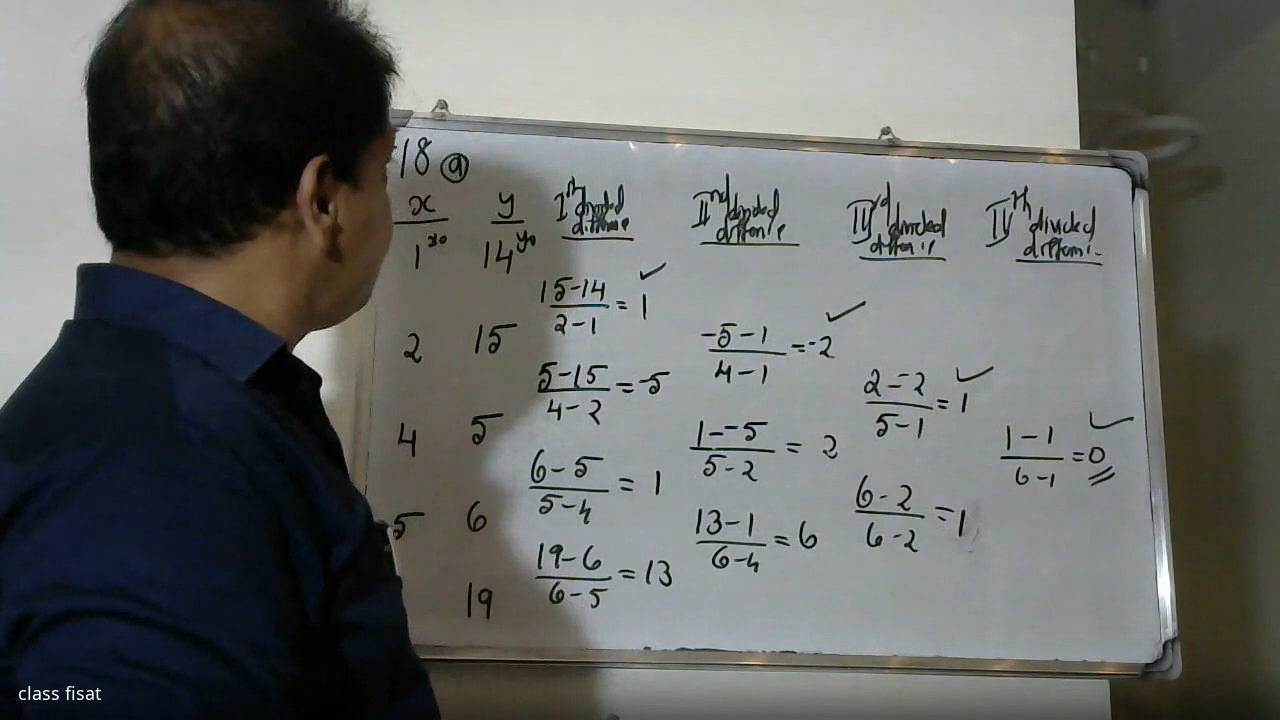 18 (a)
x y Iˢᵗ divided difference IIⁿᵈ divided difference IIIʳᵈ divided difference IVᵗʰ divided difference
1 x₀ 14 y₀
15-14 / 2-1 = 1 ✓
2 15 -5-1 / 4-1 = -2 ✓
5-15 / 4-2 = -5 2--2 / 5-1 = 1 ✓
4 5 1--5 / 5-2 = 2 1-1 / 6-1 = 0 ✓
6-5 / 5-4 = 1 6-2 / 6-2 = 1
5 6 13-1 / 6-4 = 6
19-6 / 6-5 = 13
19
class fisat